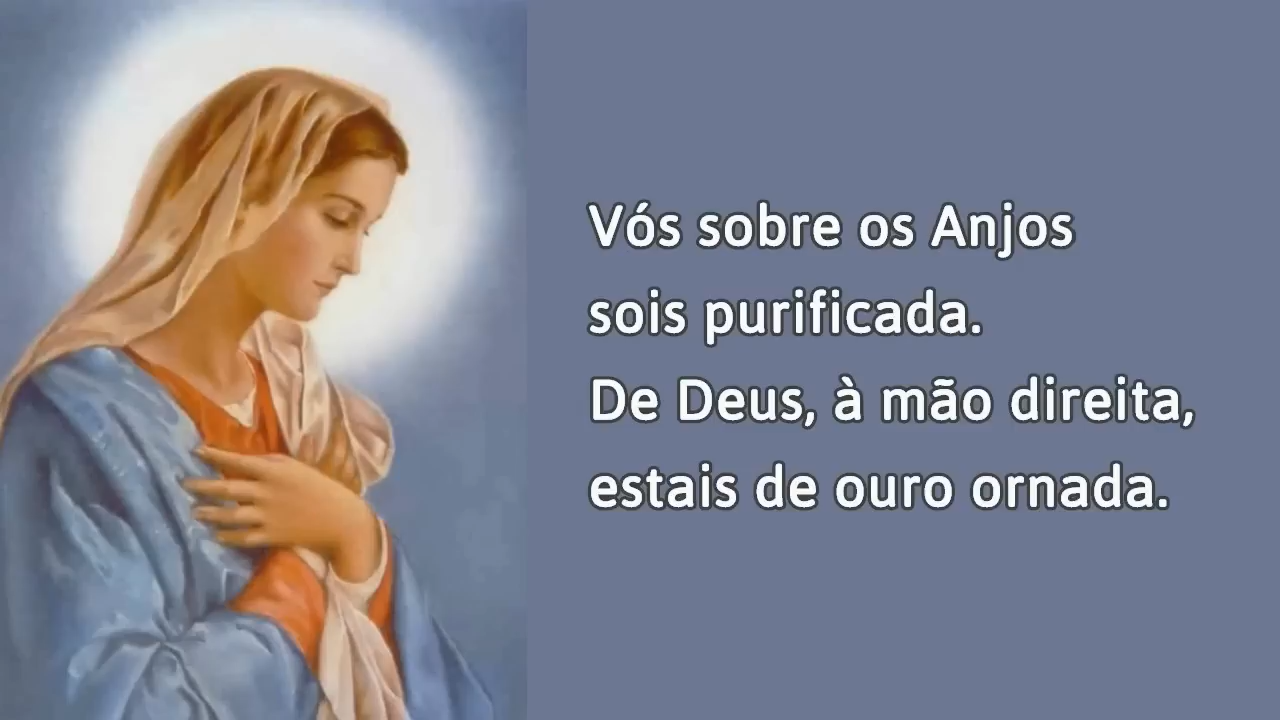 Vós sobre os Anjos
sois purificada.
De Deus, à mão direita,
estais de ouro ornada.